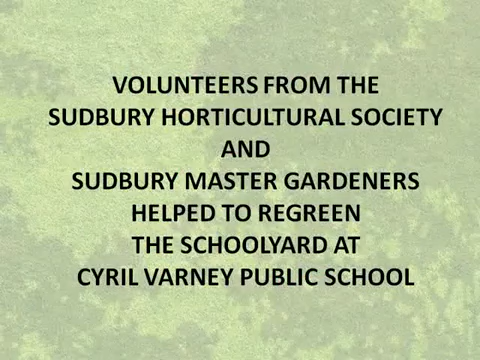 VOLUNTEERS FROM THE
SUDBURY HORTICULTURAL SOCIETY
AND
SUDBURY MASTER GARDENERS
HELPED TO REGREEN
THE SCHOOLYARD AT
CYRIL VARNEY PUBLIC SCHOOL